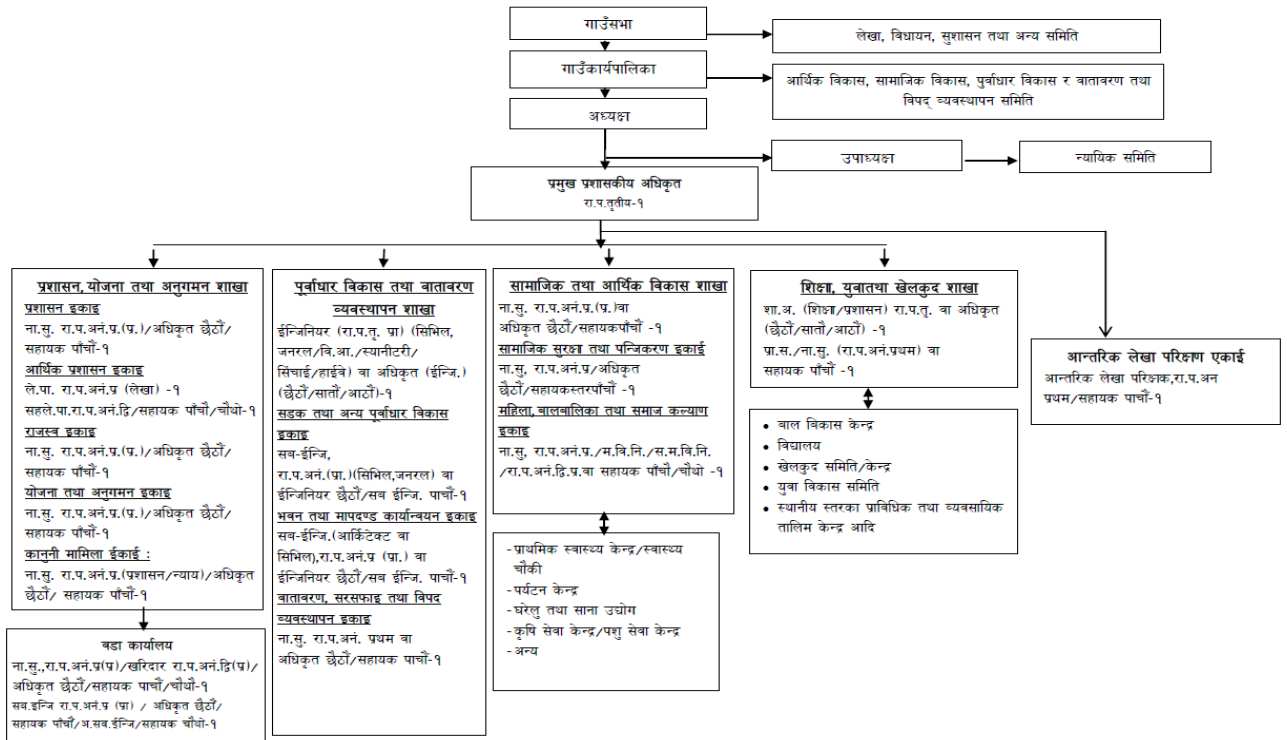 गाउँसभा
लेखा, विधायन, सुशासन तथा अन्य समिति
गाउँकार्यपालिका
आर्थिक विकास, सामाजिक विकास, पुर्वाधार विकास र वातावरण तथा
विपद् व्यवस्थापन समिति
अध्यक्षा
उपाध्यक्षा
न्यायिक समिति
प्रमुख प्रशासकीय अधिकृत
रा.प.तृतीय-१
प्रशासन, योजना तथा अनुगमन शाखा
प्रशासन इकाइ
ना.सु. रा.प.अनं.प्र.(प्र.)/अधिकृत छैठौं/
सहायक पाँचौं-१
आर्थिक प्रशासन इकाइ
ले.पा. रा.प.अनं.प्र (लेखा) -१
सहले.पा.रा.प.अनं.द्वि/सहायक पाँचौ/चौथो-१
राजस्ब इकाइ
ना.सु. रा.प.अनं.प्र.(प्र.)/अधिकृत छैठौं/
सहायक पाँचौं-१
योजना तथा अनुगमन इकाइ
ना.सु. रा.प.अनं.प्र.(प्र.)/अधिकृत छैठौं/
सहायक पाँचौं-१
कानुनी मामिला ईकाई :
ना.सु. रा.प.अनं.प्र.(प्रशासन/न्याय)/अधिकृत
छैठौं/ सहायक पाँचौं-१
वडा कार्यालय
ना.सु.,रा.प.अनं.प्र(प्र)/खरिदार रा.प.अनं.द्वि(प्र)/
अधिकृत छैठौं/सहायक पाचौं/चौथौ-१
सब.इन्जि रा.प.अनं.प्र (प्रा) / अधिकृत छैठौं/
सहायक पाँचौं/अ.सब.ईन्जि/सहायक चौथो-१
पूर्वाधार विकास तथा बातावरण
व्यवस्थापन शाखा
ईन्जिनियर (रा.प.तृ. प्रा) (सिभिल,
जनरल/बि.आ./स्यानीटरी/
सिंचाई/हाईवे) वा अधिकृत (ईन्जि.)
(छैठौं/सातौं/आठौं) -१
सडक तथा अन्य पूर्वाधार विकास
इकाइ
सब-ईन्जि,
रा.प.अनं.(प्रा.)(सिभिल,जनरल) वा
ईन्जिनियर छैठौं/सब ईन्जि. पाचौं-१
भवन तथा मापदण्ड कार्यान्वयन इकाइ
सब-ईन्जि.(आर्किटेक्ट वा
सिभिल),रा.प.अनं.प्र (प्रा.) वा
ईन्जिनियर छैठौं/सब ईन्जि. पाचौं-१
वातावरण, सरसफाइ तथा विपद
व्यवस्थापन इकाइ
ना.सु. रा.प.अनं. प्रथम वा
अधिकृत छैठौं/सहायक पाचौं-१
सामाजिक तथा आर्थिक विकास शाखा
ना.सु. रा.प.अनं.प्र.(प्र.)वा
अधिकृत छैठौं/सहायकपाँचौं -१
सामाजिक सुरक्षा तथा पन्जिकरण इकाई
ना.सु. रा.प.अनं.प्र/अधिकृत
छैठौं/सहायकस्तरपाँचौं -१
महिला,बालबालिका तथा समाज कल्याण
इकाइ
ना.सु. रा.प.अनं.प्र./म.वि.नि./स.म.वि.नि.
/रा.प.अनं.द्वि.प्र.वा सहायक पाँचौ/चौथो -१
-प्राथमिक स्वास्थ्य केन्द्र/स्वास्थ्य
चौकी
-पर्यटन केन्द्र
-घरेलु तथा साना उद्योग
-कृषि सेवा केन्द्र/पशु सेवा केन्द्र
-अन्य
शिक्षा, युवातथा खेलकुद शाखा
शा.अ. (शिक्षा/प्रशासन) रा.प.तृ. वा अधिकृत
(छैठौं/सातौ/आठौं) -१
प्रा.स./ना.सु. (रा.प.अनं.प्रथम) वा
सहायक पाँचौं -१
• बाल विकास केन्द्र
• विद्यालय
• खेलकुद समिति/केन्द्र
• युवा विकास समिति
• स्थानीय स्तरका प्राविधिक तथा व्यवसायिक
तालिम केन्द्र आदि
आन्तरिक लेखा परिक्षण एकाई
आन्तरिक लेखा परिक्षक,रा.प.अन
प्रथम/सहायक पाचौं-१